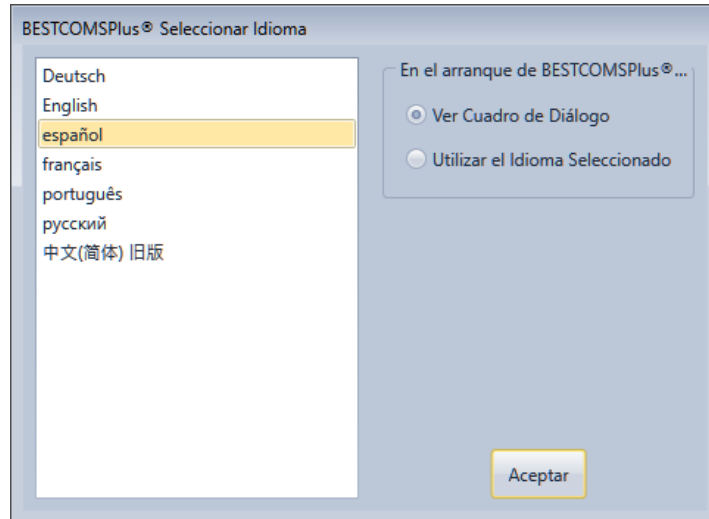 BESTCOMSPlus® Seleccionar Idioma
Deutsch
English
español
français
português
русский
中文(简体) 旧版
En el arranque de BESTCOMSPlus®...
Ver Cuadro de Diálogo
Utilizar el Idioma Seleccionado
Aceptar